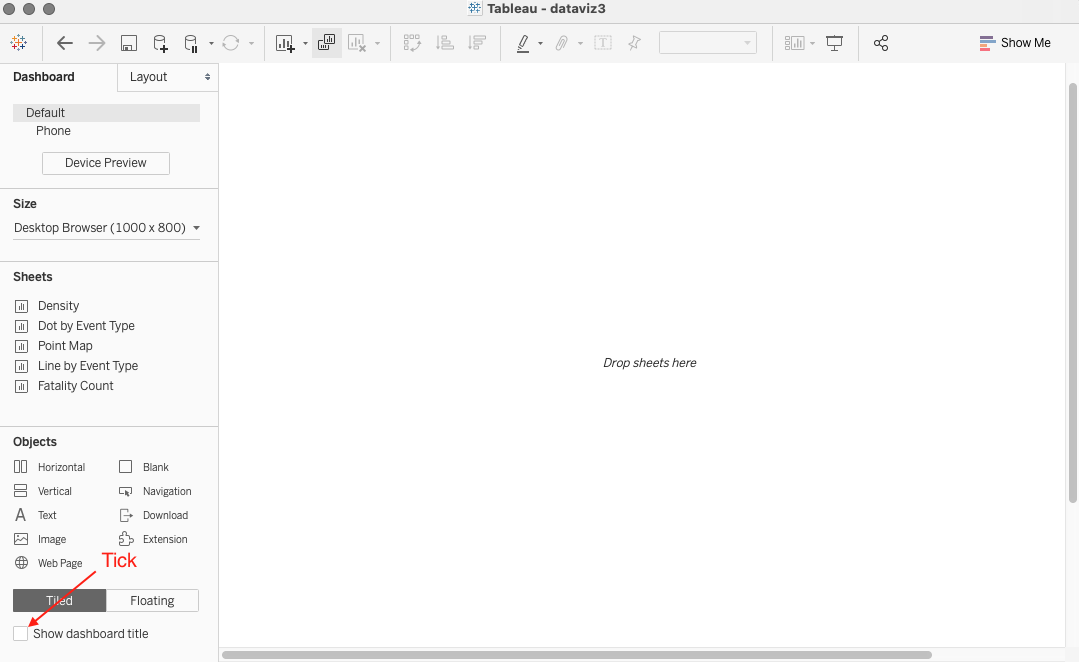 Tableau - dataviz3
Show Me
Dashboard
Layout
Default
Phone
Device Preview
Size
Desktop Browser (1000 x 800)
Sheets
Density
Dot by Event Type
Point Map
Line by Event Type
Fatality Count
Drop sheets here
Objects
Horizontal Blank
Vertical Navigation
A Text Download
Image Extension
Web Page
Tick
Tiled Floating
Show dashboard title